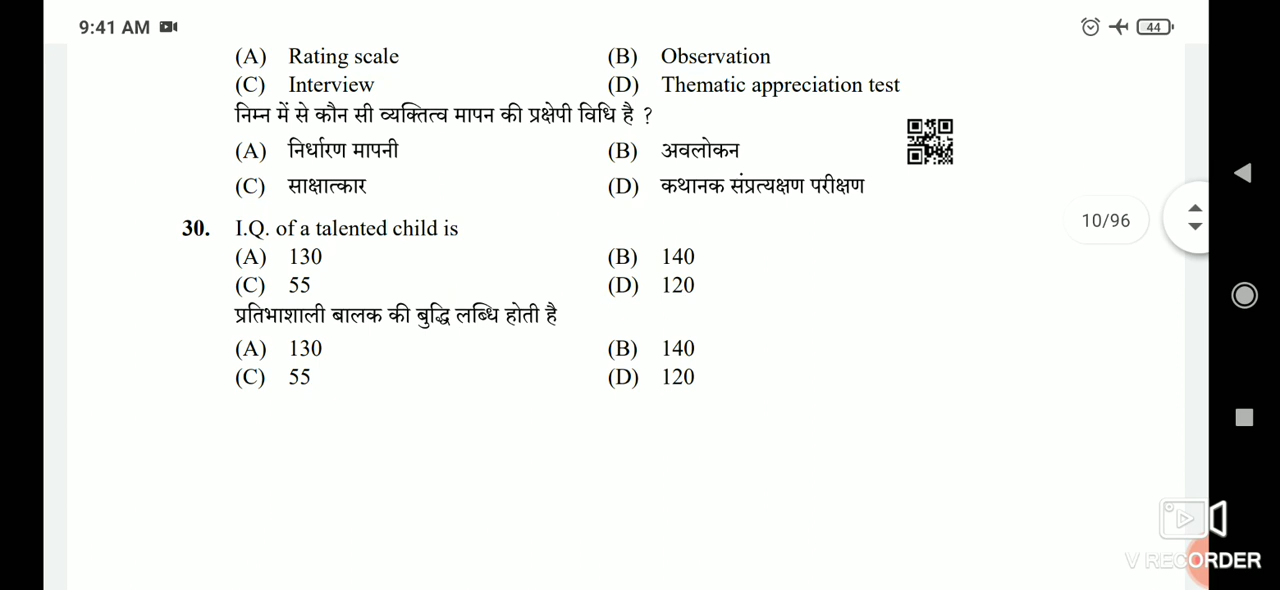 9:41 AM
44
(A) Rating scale (B) Observation
(C) Interview (D) Thematic appreciation test
निम्न में से कौन सी व्यक्तित्व मापन की प्रक्षेपी विधि है ?
(A) निर्धारण मापनी (B) अवलोकन
(C) साक्षात्कार (D) कथानक संप्रत्यक्षण परीक्षण
10/96
30. I.Q. of a talented child is
(A) 130 (B) 140
(C) 55 (D) 120
प्रतिभाशाली बालक की बुद्धि लब्धि होती है
(A) 130 (B) 140
(C) 55 (D) 120
V RECORDER